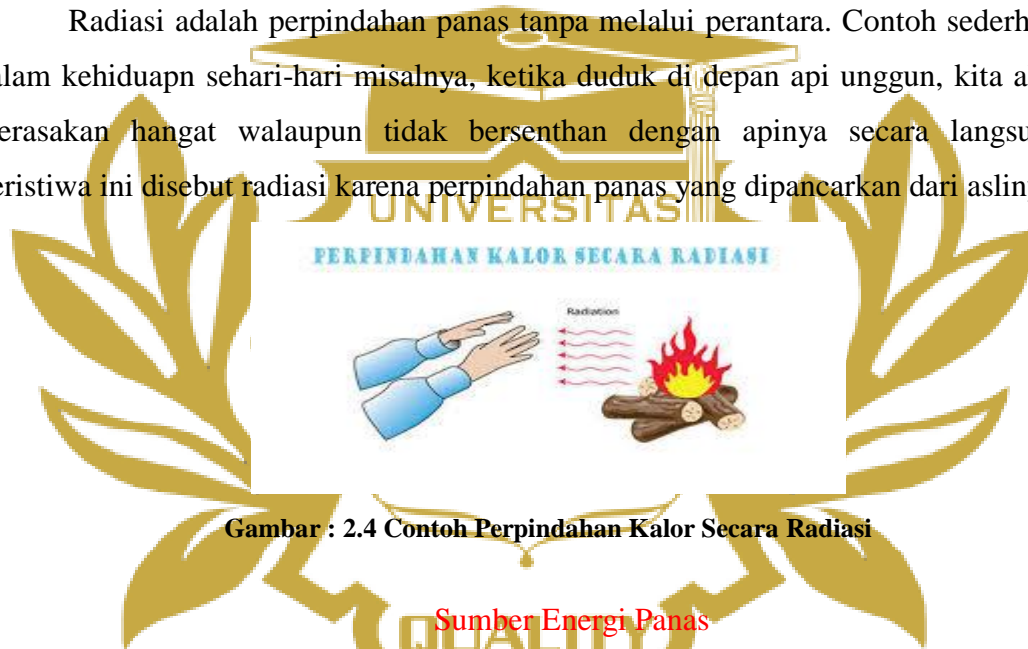 Radiasi adalah perpindahan panas tanpa melalui perantara. Contoh sederh
alam kehiduapn sehari-hari misalnya, ketika duduk di depan api unggun, kita a
erasakan hangat walaupun tidak bersenthan dengan apinya secara langsu
eristiwa ini disebut radiasi karena perpindahan panas yang dipancarkan dari aslin
UNIVERSITAS
PERPINDAHAN KALOR SECARA RADIASI
Radiation
Gambar : 2.4 Contoh Perpindahan Kalor Secara Radiasi
Sumber Energi Panas
QUALITY